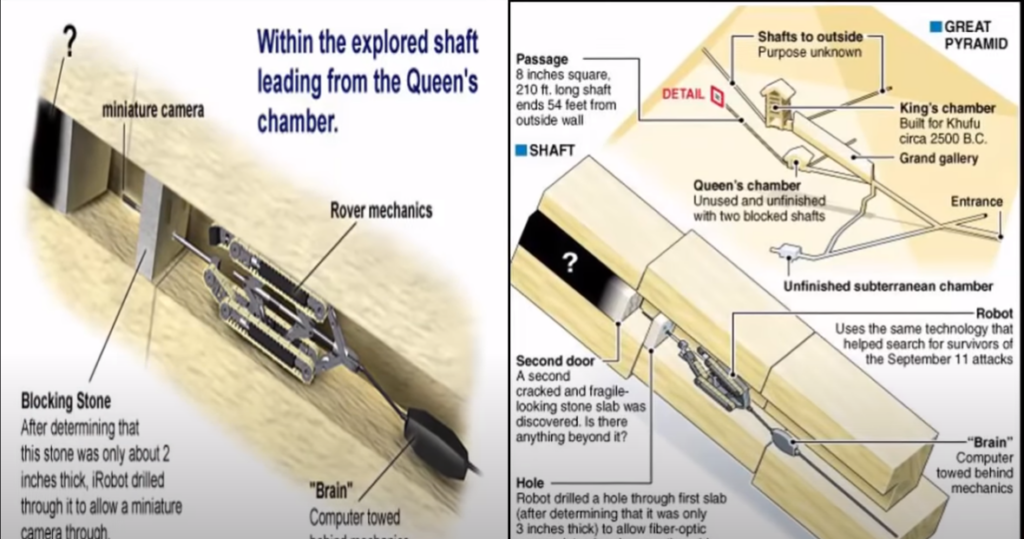 ?
Within the explored shaft
leading from the Queen's
chamber.
miniature camera
Rover mechanics
Blocking Stone
After determining that
this stone was only about 2
inches thick, iRobot drilled
through it to allow a miniature
camera through.
"Brain"
Computer towed
behind mechanics
GREAT
PYRAMID
Shafts to outside
Purpose unknown
Passage
8 inches square,
210 ft. long shaft
ends 54 feet from
outside wall
DETAIL
King's chamber
Built for Khufu
circa 2500 B.C.
Grand gallery
SHAFT
Queen's chamber
Unused and unfinished
with two blocked shafts
Entrance
Unfinished subterranean chamber
?
Robot
Uses the same technology that
helped search for survivors of
the September 11 attacks
Second door
A second
cracked and fragile-
looking stone slab was
discovered. Is there
anything beyond it?
"Brain"
Computer
towed behind
mechanics
Hole
Robot drilled a hole through first slab
(after determining that it was only
3 inches thick) to allow fiber-optic